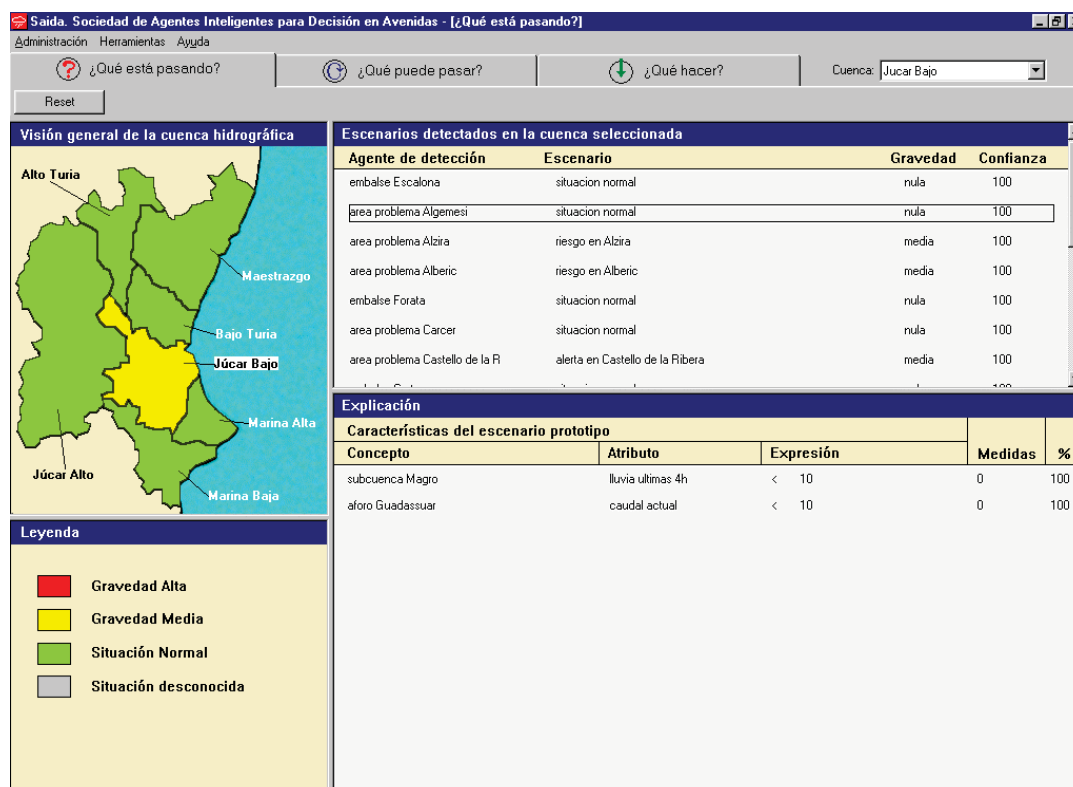 Saida. Sociedad de Agentes Inteligentes para Decisión en Avenidas - [¿Qué está pasando?]
Administración Herramientas Ayuda
¿Qué está pasando? ¿Qué puede pasar? ¿Qué hacer? Cuenca: Jucar Bajo
Reset
Visión general de la cuenca hidrográfica
Alto Turia
Maestrazgo
Bajo Turia
Júcar Bajo
Marina Alta
Júcar Alto
Marina Baja
Leyenda
Gravedad Alta
Gravedad Media
Situación Normal
Situación desconocida
Escenarios detectados en la cuenca seleccionada
Agente de detección Escenario Gravedad Confianza
embalse Escalona situacion normal nula 100
area problema Algemesi situacion normal nula 100
area problema Alzira riesgo en Alzira media 100
area problema Alberic riesgo en Alberic media 100
embalse Forata situacion normal nula 100
area problema Carcer situacion normal nula 100
area problema Castello de la R alerta en Castello de la Ribera media 100
Explicación
Características del escenario prototipo
Concepto Atributo Expresión Medidas %
subcuenca Magro lluvia ultimas 4h < 10 0 100
aforo Guadassuar caudal actual < 10 0 100